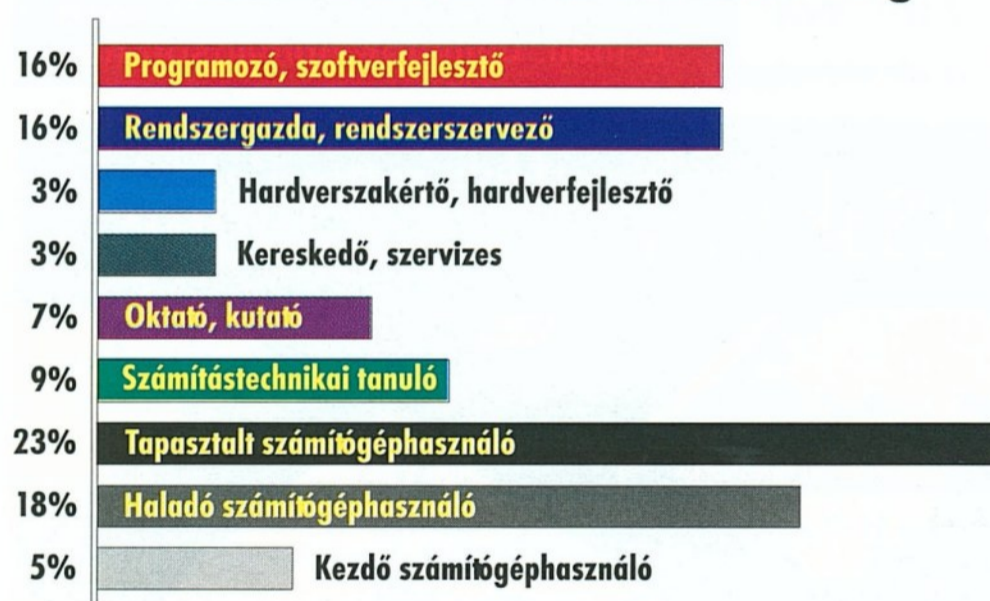 16% Programozó, szoftverfejlesztő
16% Rendszergazda, rendszerszervező
3% Hardverszakértő, hardverfejlesztő
3% Kereskedő, szervizes
7% Oktató, kutató
9% Számítástechnikai tanuló
23% Tapasztalt számítógéphasználó
18% Haladó számítógéphasználó
5% Kezdő számítógéphasználó